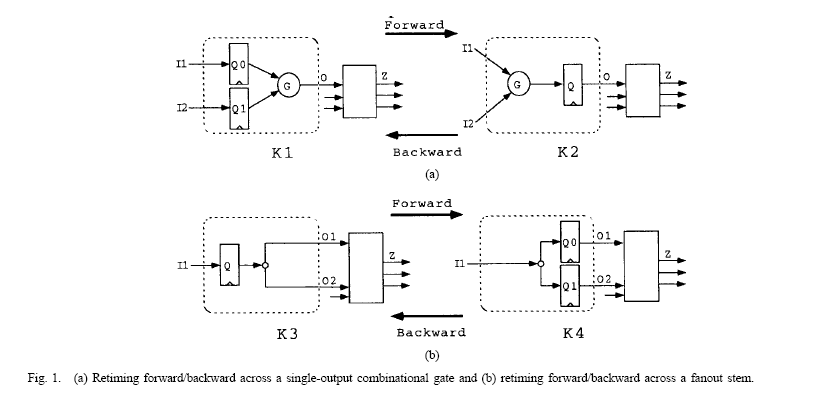 Forward
I1
Q0
I2
Q1
G
O
Z
K1
I1
I2
G
Q
O
Z
K2
Backward
(a)
Forward
I1
Q
O1
O2
Z
K3
I1
Q0
Q1
O1
O2
Z
K4
Backward
(b)
Fig. 1. (a) Retiming forward/backward across a single-output combinational gate and (b) retiming forward/backward across a fanout stem.